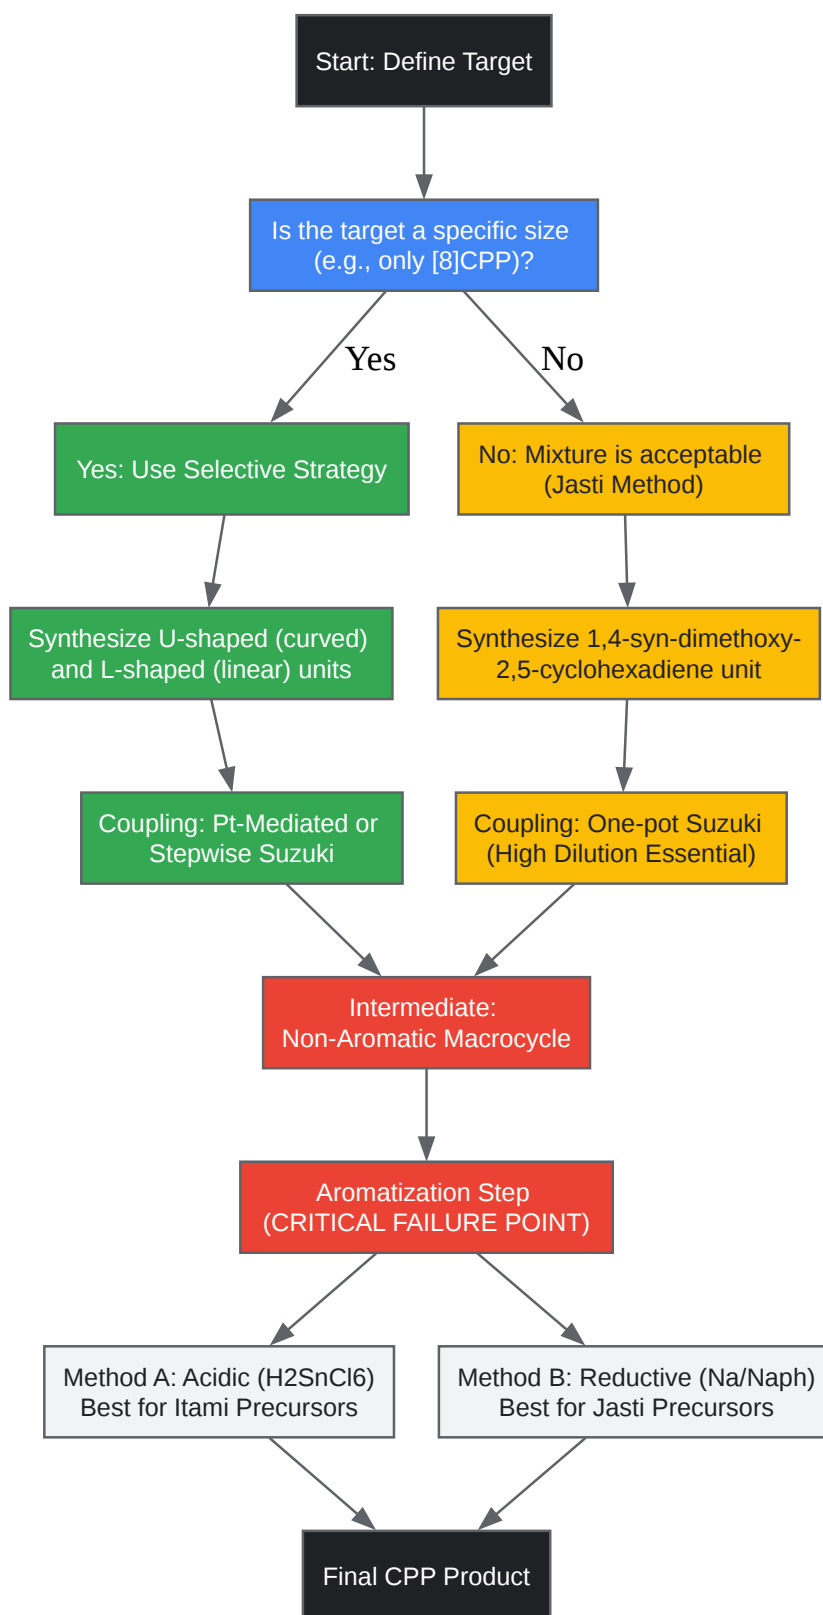 Start: Define Target
Is the target a specific size
(e.g., only [8]CPP)?
Yes
No
Yes: Use Selective Strategy
No: Mixture is acceptable
(Jasti Method)
Synthesize U-shaped (curved)
and L-shaped (linear) units
Synthesize 1,4-syn-dimethoxy-
2,5-cyclohexadiene unit
Coupling: Pt-Mediated or
Stepwise Suzuki
Coupling: One-pot Suzuki
(High Dilution Essential)
Intermediate:
Non-Aromatic Macrocycle
Aromatization Step
(CRITICAL FAILURE POINT)
Method A: Acidic (H2SnCl6)
Best for Itami Precursors
Method B: Reductive (Na/Naph)
Best for Jasti Precursors
Final CPP Product